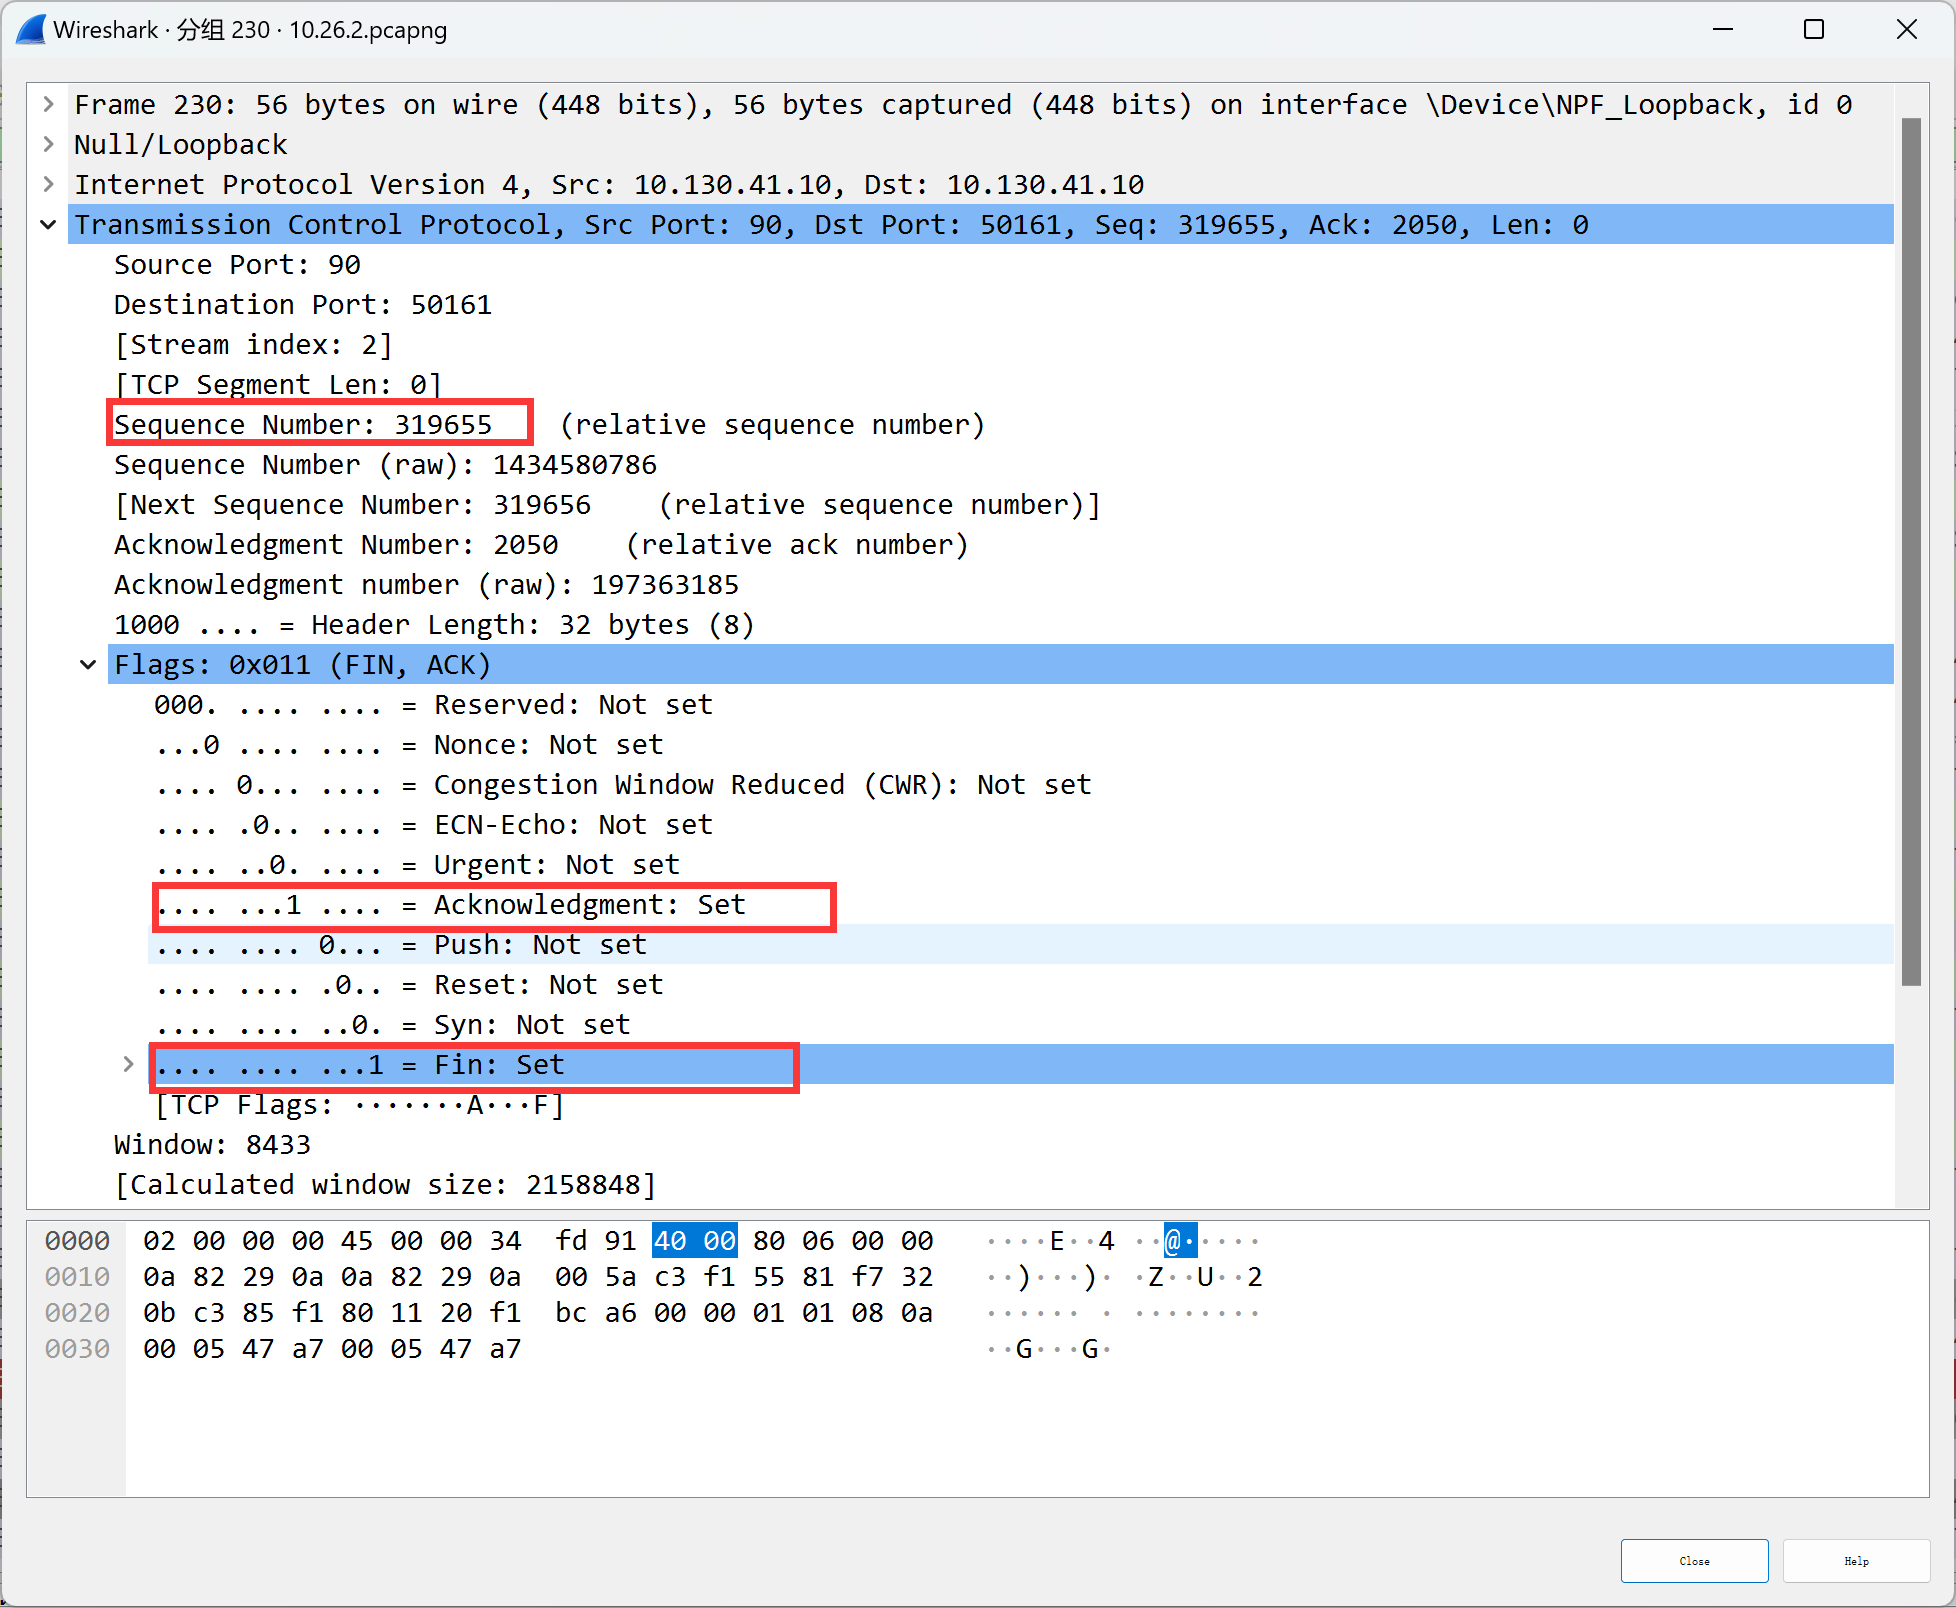 Wireshark · 分组 230 · 10.26.2.pcapng
Frame 230: 56 bytes on wire (448 bits), 56 bytes captured (448 bits) on interface \Device\NPF_Loopback, id 0
Null/Loopback
Internet Protocol Version 4, Src: 10.130.41.10, Dst: 10.130.41.10
Transmission Control Protocol, Src Port: 90, Dst Port: 50161, Seq: 319655, Ack: 2050, Len: 0
Source Port: 90
Destination Port: 50161
[Stream index: 2]
[TCP Segment Len: 0]
Sequence Number: 319655    (relative sequence number)
Sequence Number (raw): 1434580786
[Next Sequence Number: 319656    (relative sequence number)]
Acknowledgment Number: 2050    (relative ack number)
Acknowledgment number (raw): 197363185
1000 .... = Header Length: 32 bytes (8)
Flags: 0x011 (FIN, ACK)
000. .... .... = Reserved: Not set
...0 .... .... = Nonce: Not set
.... 0... .... = Congestion Window Reduced (CWR): Not set
.... .0.. .... = ECN-Echo: Not set
.... ..0. .... = Urgent: Not set
.... ...1 .... = Acknowledgment: Set
.... .... 0... = Push: Not set
.... .... .0.. = Reset: Not set
.... .... ..0. = Syn: Not set
.... .... ...1 = Fin: Set
[TCP Flags: ·······A···F]
Window: 8433
[Calculated window size: 2158848]
0000 02 00 00 00 45 00 00 34 fd 91 40 00 80 06 00 00 ····E··4 ··@·····
0010 0a 82 29 0a 0a 82 29 0a 00 5a c3 f1 55 81 f7 32 ··)···)· ·Z··U··2
0020 0b c3 85 f1 80 11 20 f1 bc a6 00 00 01 01 08 0a ······ · ········
0030 00 05 47 a7 00 05 47 a7 ··G···G·
Close
Help